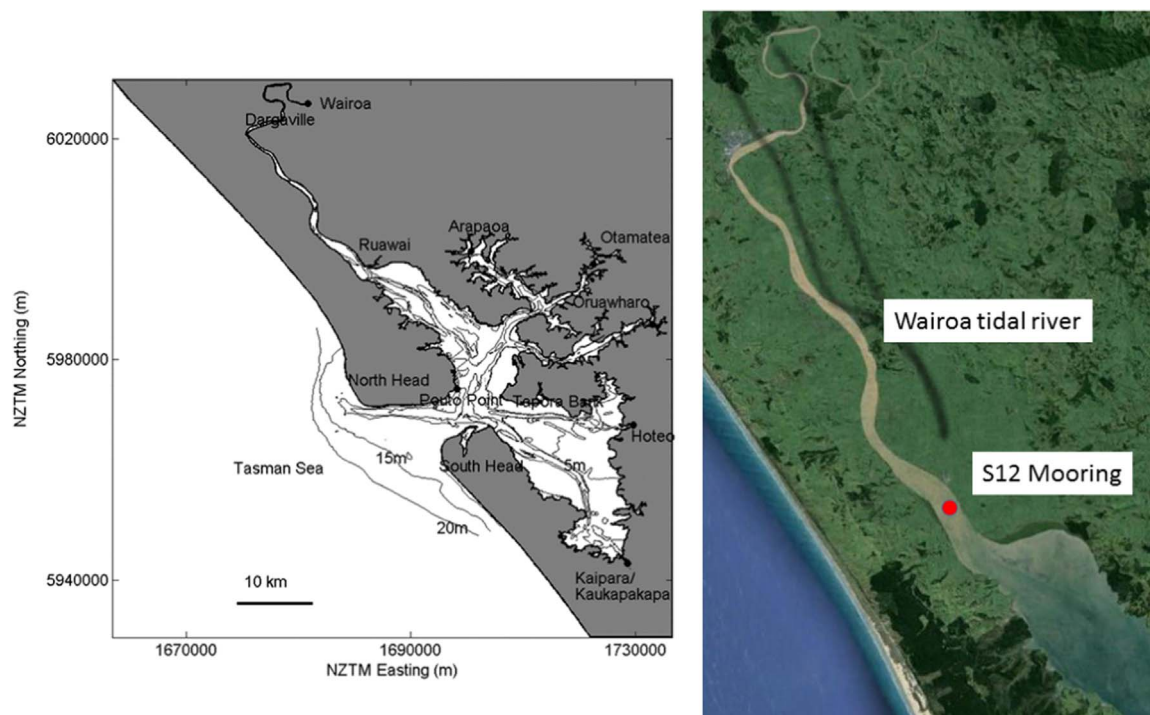 Wairoa
Dargaville
6020000
Arapaoa
Otamatea
Ruawai
Oruawharo
NZTM Northing (m)
5980000
North Head
Pouto Point
Tapora Bank
Hoteo
South Head
5m
15m
Tasman Sea
20m
5940000
10 km
Kaipara/
Kaukapakapa
1670000
1690000
1730000
NZTM Easting (m)
Wairoa tidal river
S12 Mooring